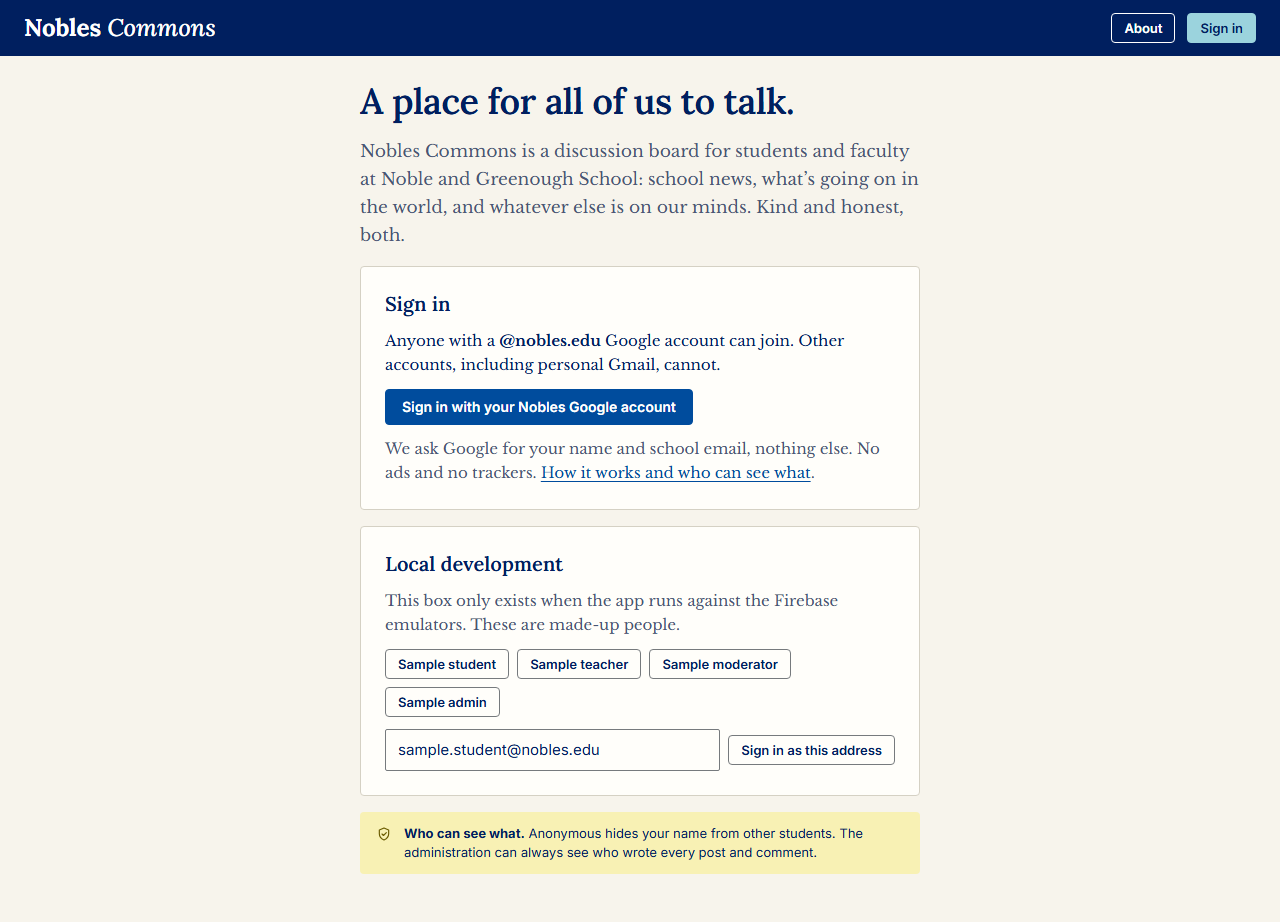 Nobles Commons
About
Sign in
A place for all of us to talk.
Nobles Commons is a discussion board for students and faculty
at Noble and Greenough School: school news, what’s going on in
the world, and whatever else is on our minds. Kind and honest,
both.
Sign in
Anyone with a @nobles.edu Google account can join. Other
accounts, including personal Gmail, cannot.
Sign in with your Nobles Google account
We ask Google for your name and school email, nothing else. No
ads and no trackers. How it works and who can see what.
Local development
This box only exists when the app runs against the Firebase
emulators. These are made-up people.
Sample student
Sample teacher
Sample moderator
Sample admin
sample.student@nobles.edu
Sign in as this address
Who can see what. Anonymous hides your name from other students. The
administration can always see who wrote every post and comment.